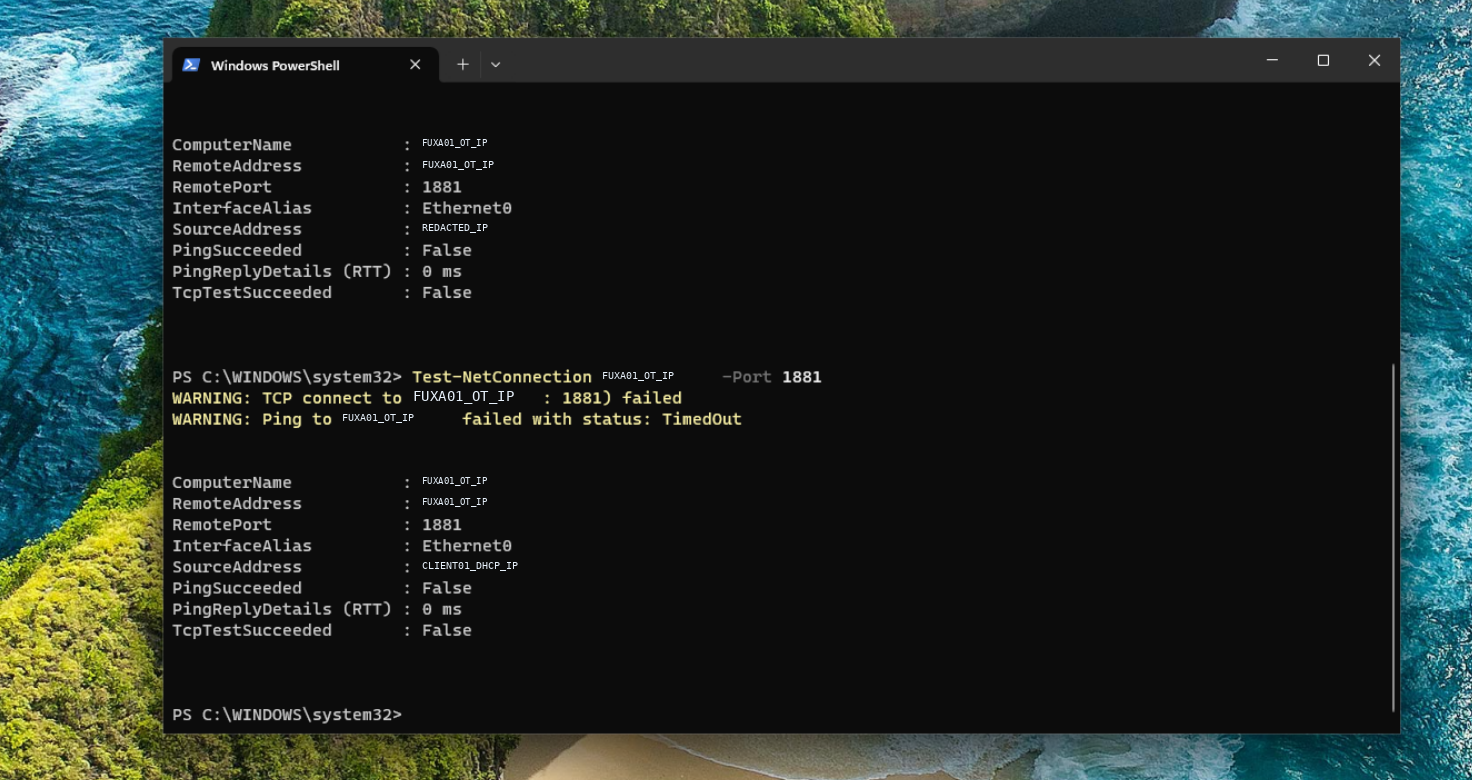 Windows PowerShell
ComputerName : FUXA01_OT_IP
RemoteAddress : FUXA01_OT_IP
RemotePort : 1881
InterfaceAlias : Ethernet0
SourceAddress : REDACTED_IP
PingSucceeded : False
PingReplyDetails (RTT) : 0 ms
TcpTestSucceeded : False
PS C:\WINDOWS\system32> Test-NetConnection FUXA01_OT_IP -Port 1881
WARNING: TCP connect to FUXA01_OT_IP : 1881) failed
WARNING: Ping to FUXA01_OT_IP failed with status: TimedOut
ComputerName : FUXA01_OT_IP
RemoteAddress : FUXA01_OT_IP
RemotePort : 1881
InterfaceAlias : Ethernet0
SourceAddress : CLIENT01_DHCP_IP
PingSucceeded : False
PingReplyDetails (RTT) : 0 ms
TcpTestSucceeded : False
PS C:\WINDOWS\system32>